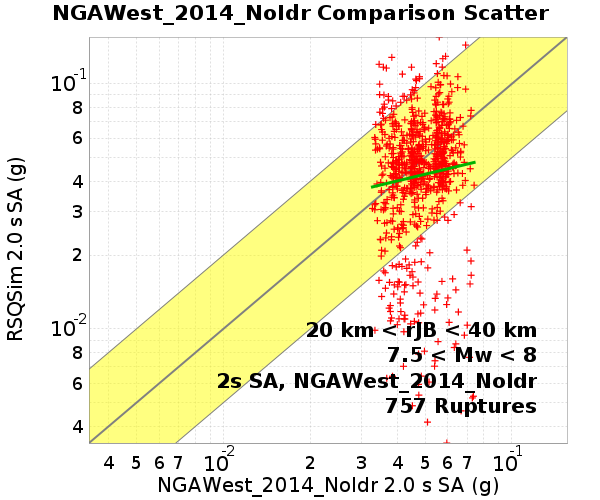 NGAWest_2014_NoIdr Comparison Scatter
RSQSim 2.0 s SA (g)
10-1
8
6
4
3
2
10-2
8
6
4
20 km < rJB < 40 km
7.5 < Mw < 8
2s SA, NGAWest_2014_NoIdr
757 Ruptures
4 5 6 7 10-2 2 3 4 5 6 7 10-1
NGAWest_2014_NoIdr 2.0 s SA (g)